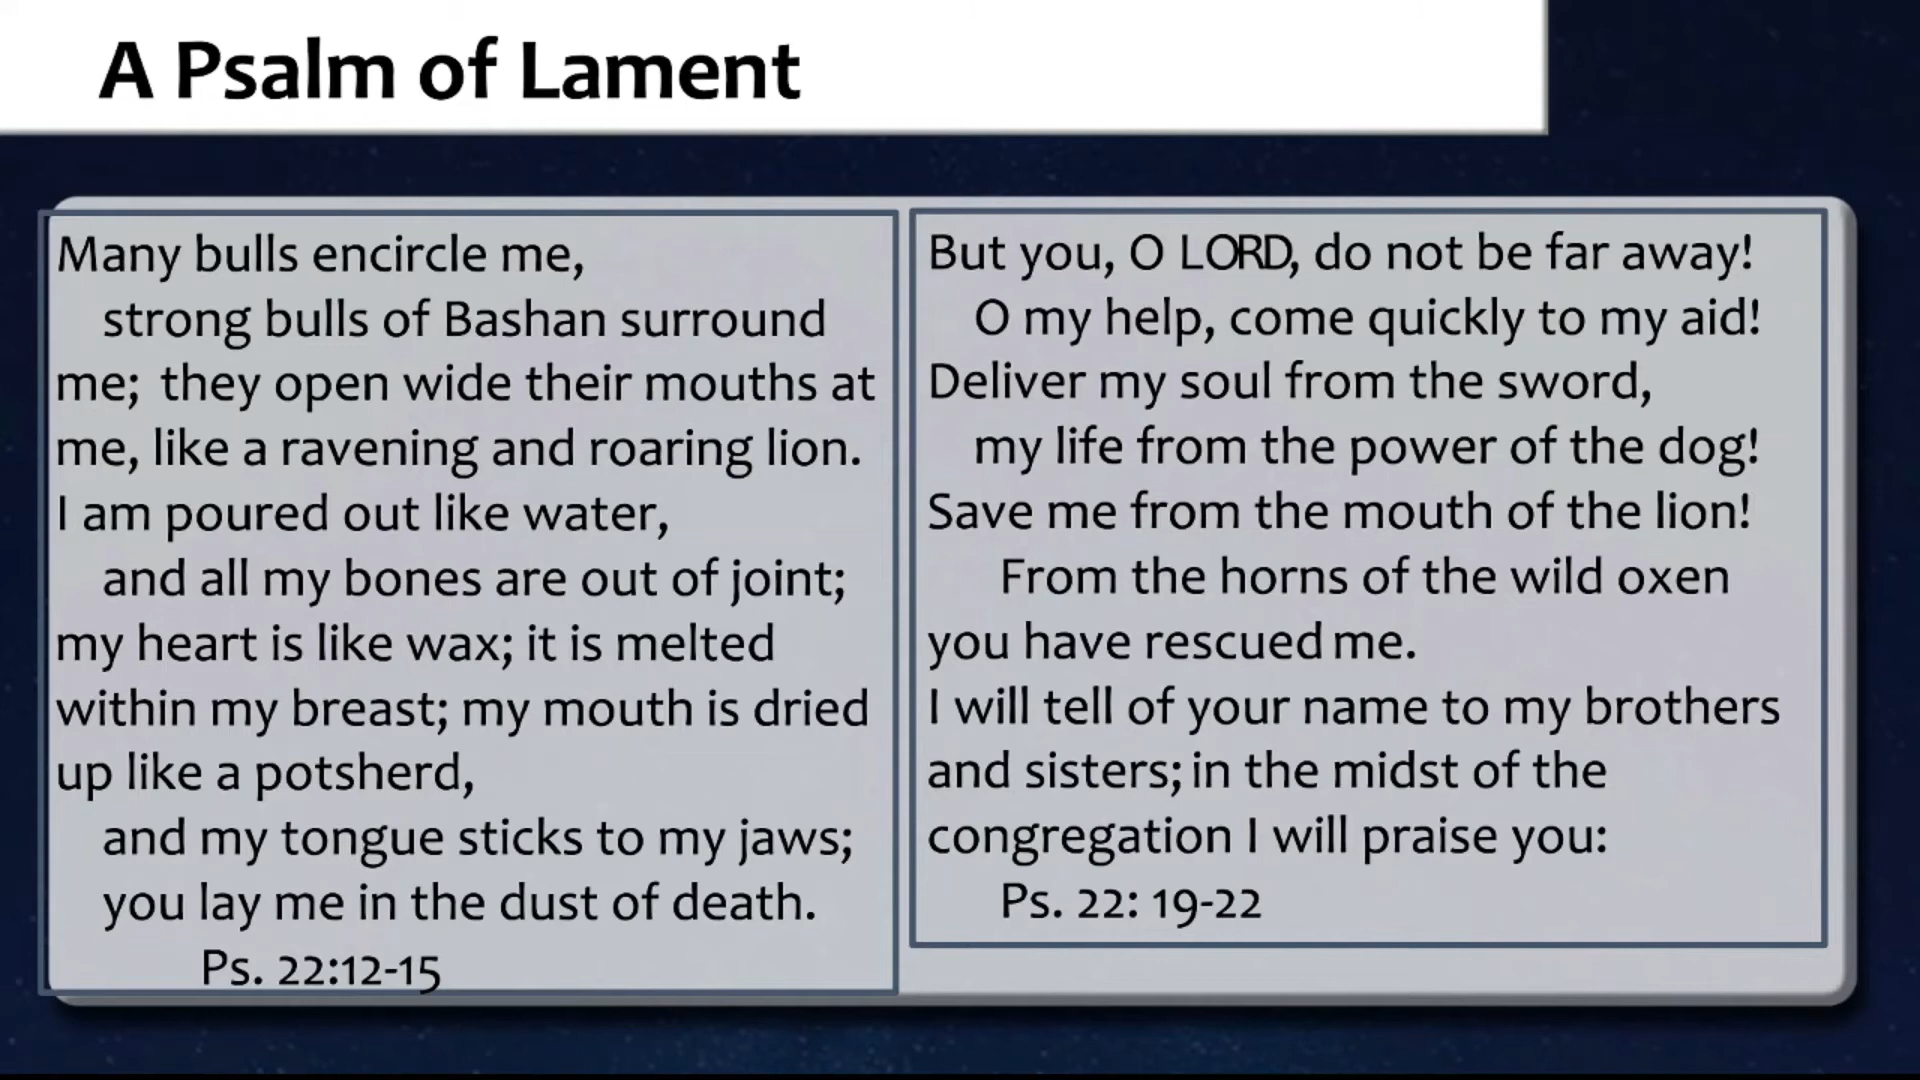 A Psalm of Lament
Many bulls encircle me,
strong bulls of Bashan surround
me; they open wide their mouths at
me, like a ravening and roaring lion.
I am poured out like water,
and all my bones are out of joint;
my heart is like wax; it is melted
within my breast; my mouth is dried
up like a potsherd,
and my tongue sticks to my jaws;
you lay me in the dust of death.
Ps. 22:12-15
But you, O LORD, do not be far away!
O my help, come quickly to my aid!
Deliver my soul from the sword,
my life from the power of the dog!
Save me from the mouth of the lion!
From the horns of the wild oxen
you have rescued me.
I will tell of your name to my brothers
and sisters; in the midst of the
congregation I will praise you:
Ps. 22: 19-22